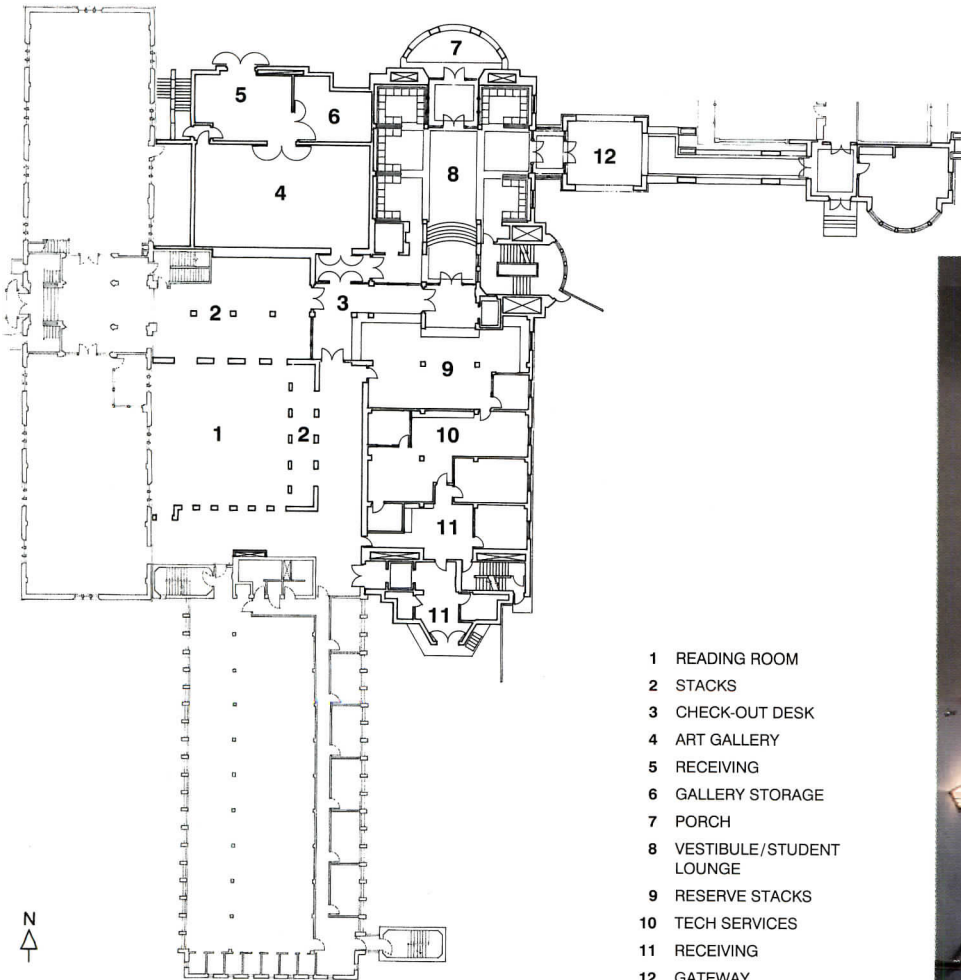 7
5
6
12
8
4
3
2
9
1
2
10
11
11
N
1 READING ROOM
2 STACKS
3 CHECK-OUT DESK
4 ART GALLERY
5 RECEIVING
6 GALLERY STORAGE
7 PORCH
8 VESTIBULE/STUDENT
LOUNGE
9 RESERVE STACKS
10 TECH SERVICES
11 RECEIVING
12 GATEWAY